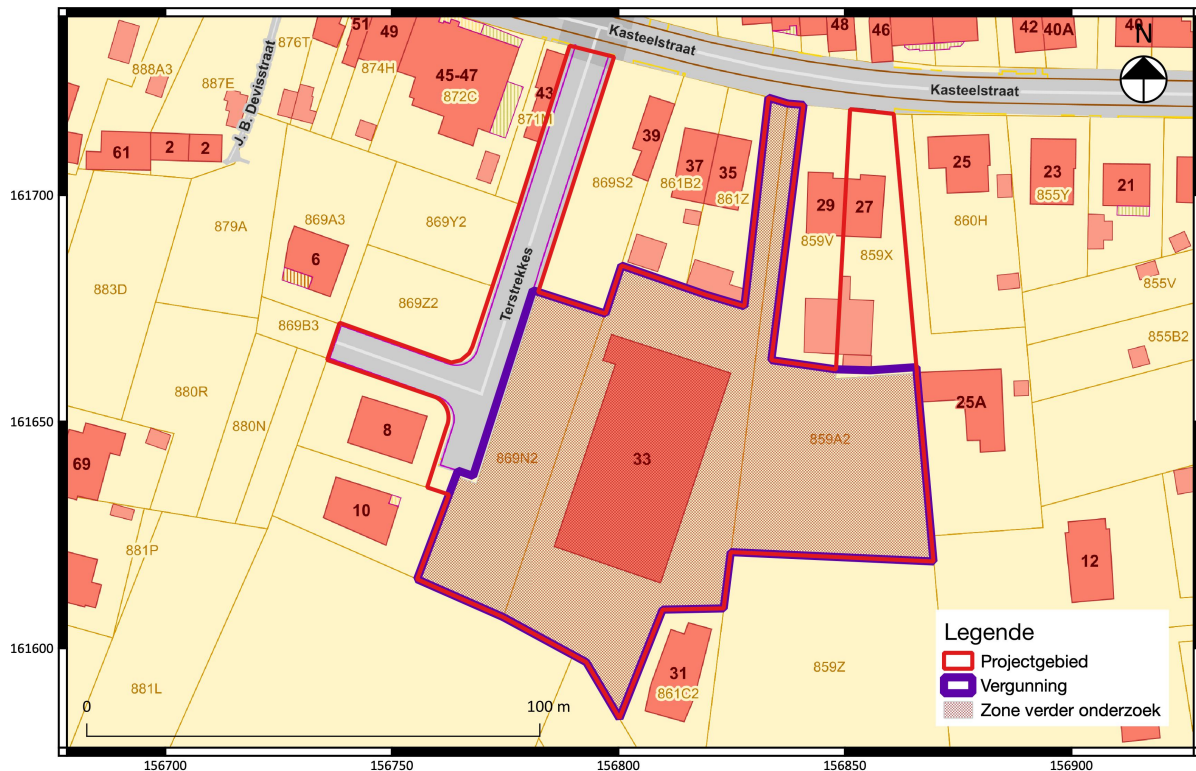 51
49
48
46
42
40A
40
N
Kasteelstraat
876T
888A3
874H
45-47
872C
887E
43
871M
Kasteelstraat
J. B. Devisstraat
39
61
2
2
37
35
861B2
861Z
25
23
855Y
21
161700
869S2
29
27
879A
869A3
869Y2
860H
859V
859X
6
883D
869Z2
Terstrekkes
855V
869B3
855B2
880R
161650
880N
8
25A
859A2
869N2
33
69
10
881P
12
161600
31
861C2
859Z
881L
Legende
Projectgebied
Vergunning
Zone verder onderzoek
0
100 m
156700
156750
156800
156850
156900